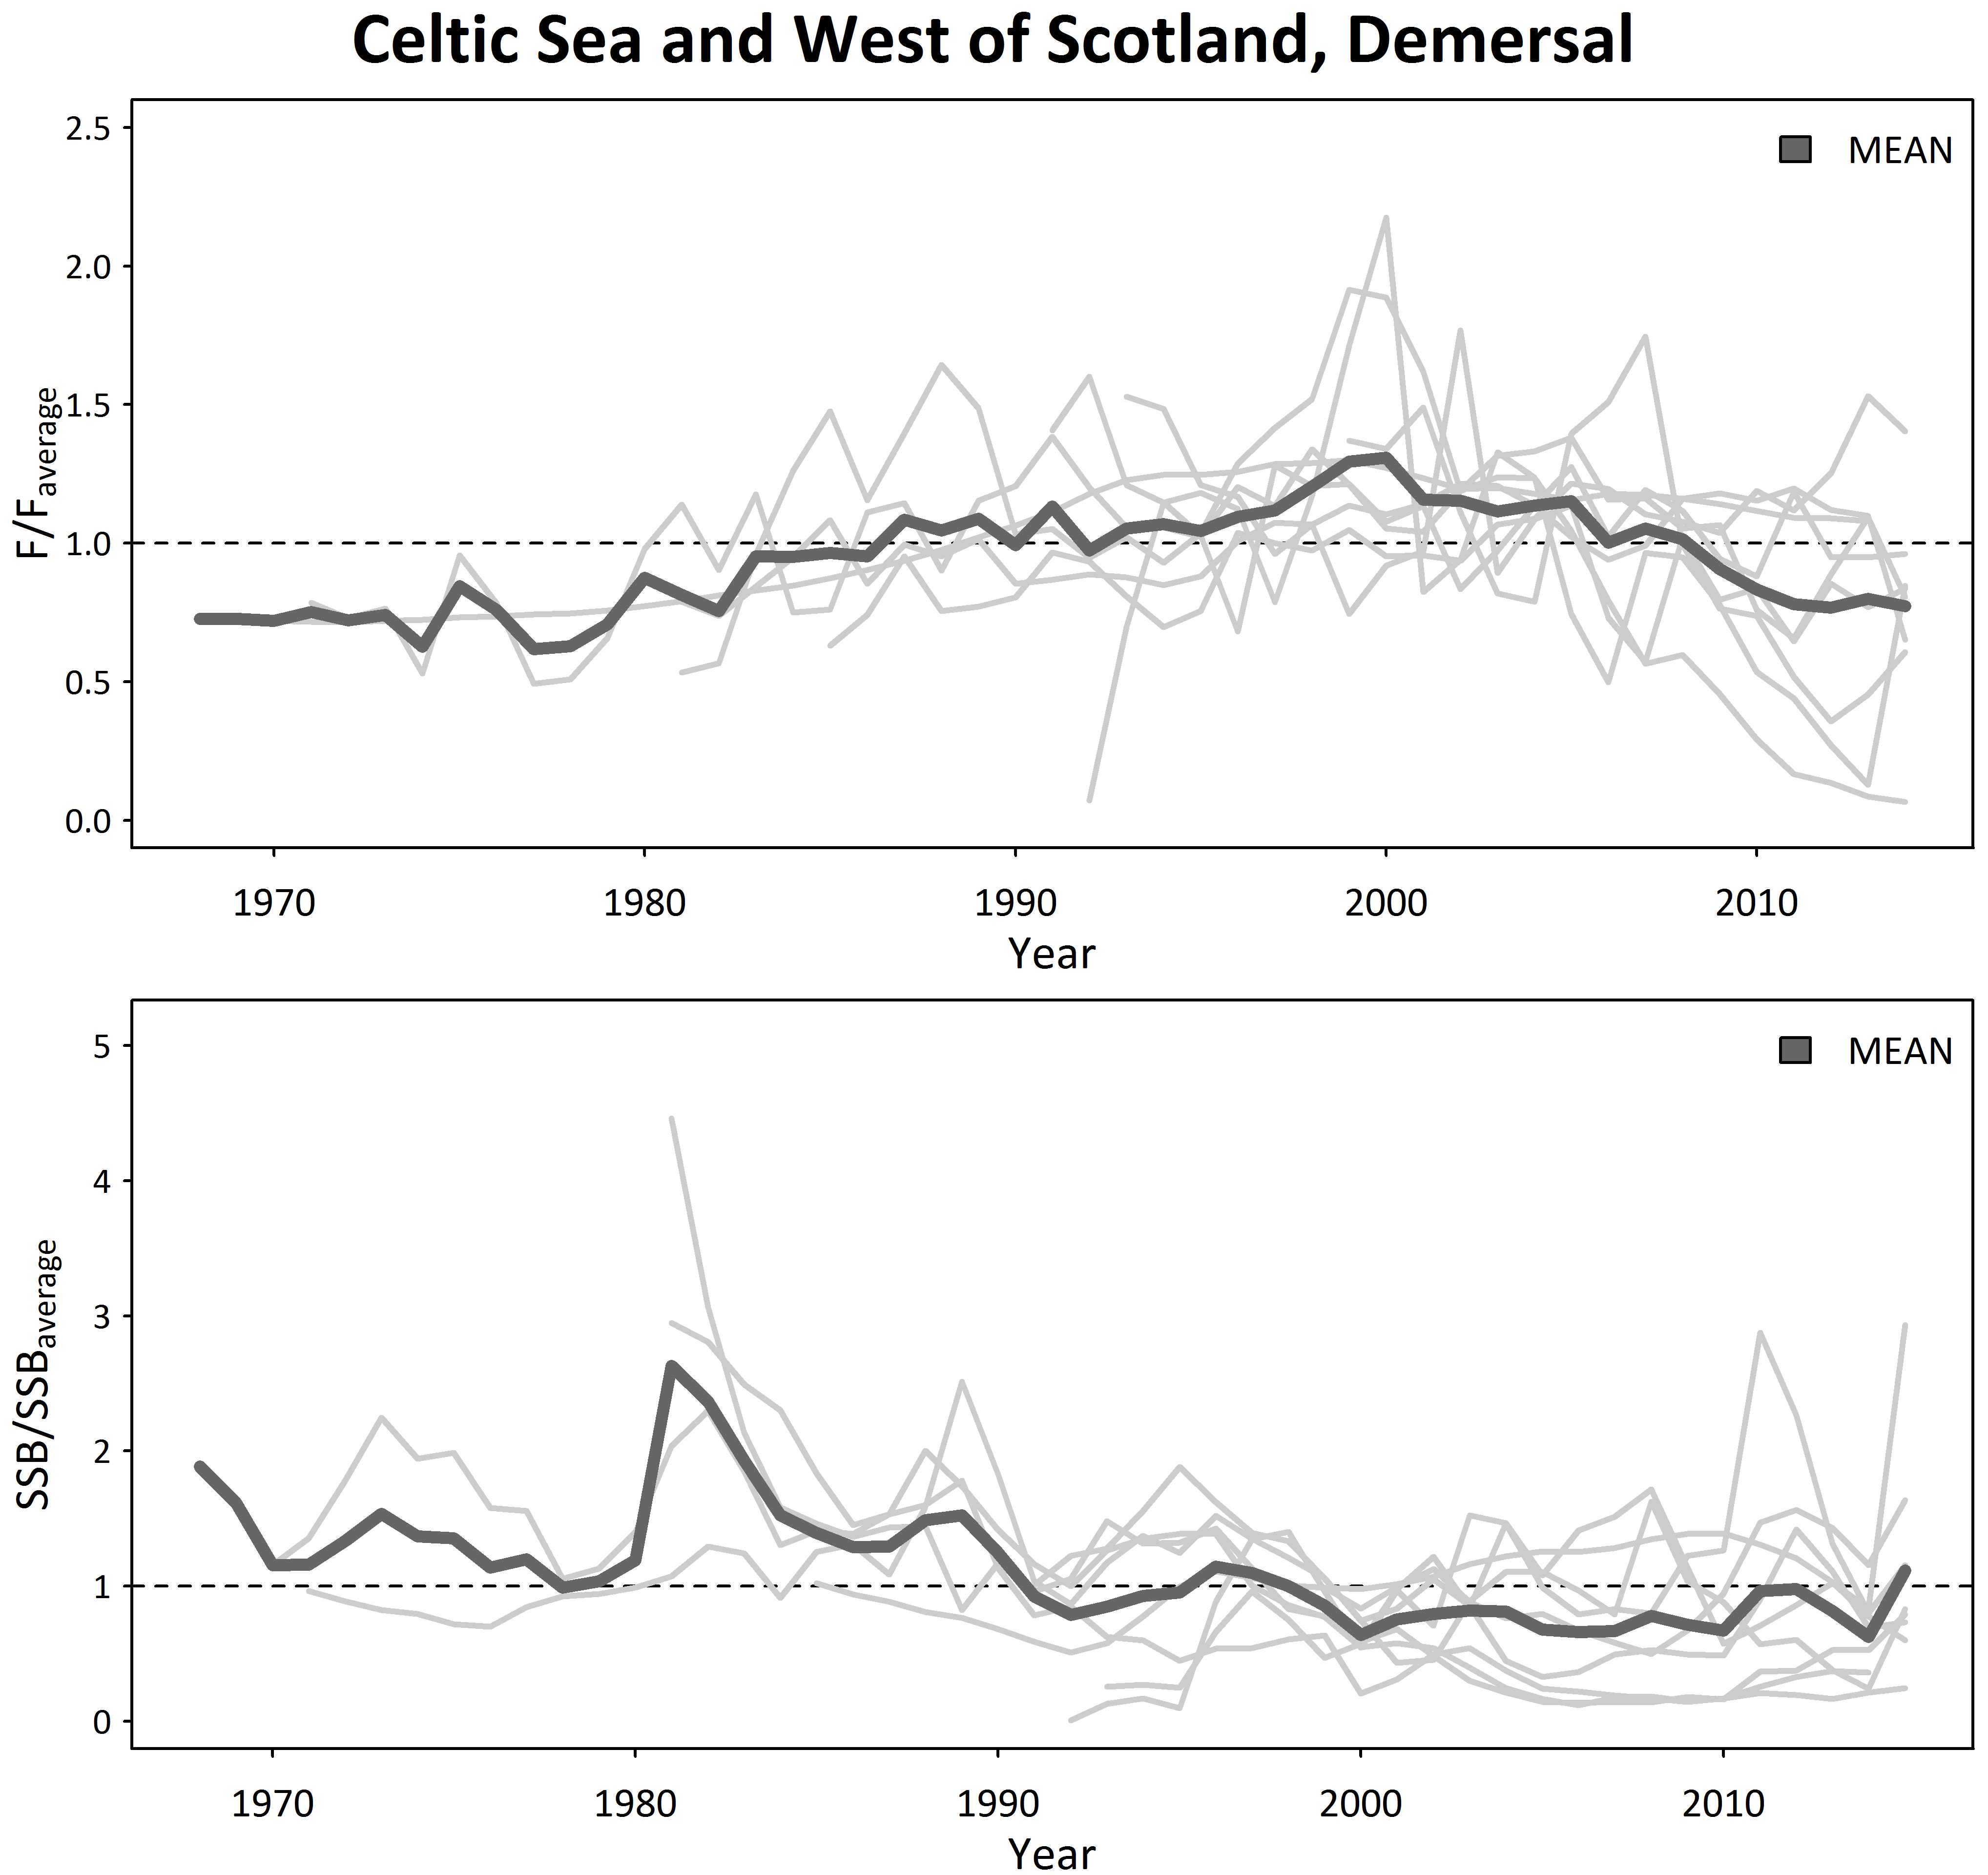 Celtic Sea and West of Scotland, Demersal
2.5
2.0
1.5
1.0
0.5
0.0
F/Faverage
MEAN
1970 1980 1990 2000 2010
Year
5
4
3
2
1
0
SSB/SSBaverage
MEAN
1970 1980 1990 2000 2010
Year